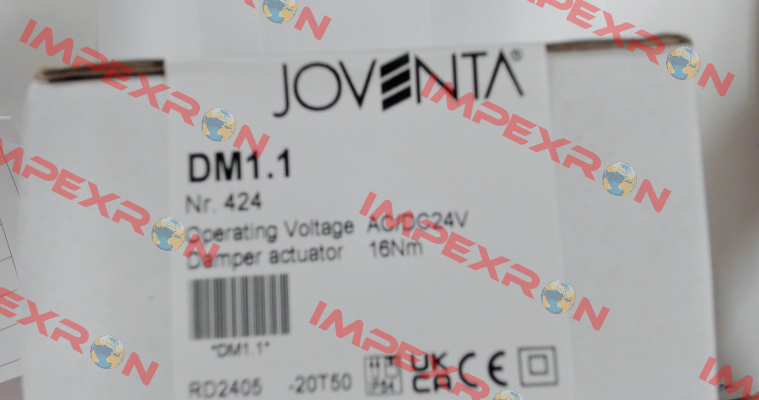 JOVENTA®
DM1.1
Nr. 424
Operating Voltage AC/DC24V
Damper actuator 16Nm
*DM1.1*
RD2405 -20T50 UK CA CE
IMPEXRON
IMPEXRON
IMPEXRON
IMPEXRON
IMPEXRON
IMPEXRON
IMPEXRON